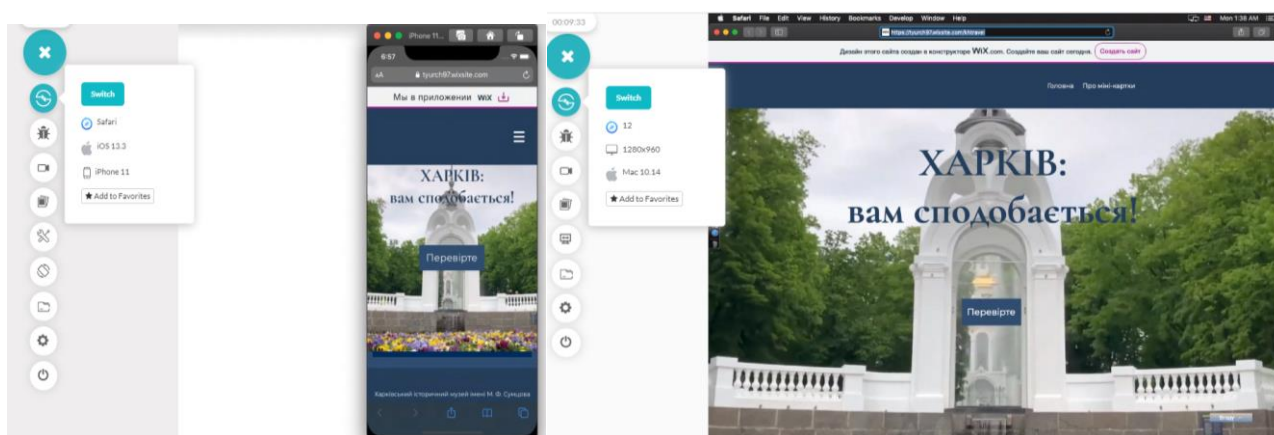 iPhone 11...
6:57
AA tyurch97.wixsite.com
Мы в приложении WIX
Switch
Safari
iOS 13.3
iPhone 11
Add to Favorites
ХАРКІВ:
вам сподобається!
Перевірте
Харківський історичний музей імені М. Ф. Сумцова
00:09:33
Safari File Edit View History Bookmarks Develop Window Help
Mon 1:38 AM
Дизайн этого сайта создан в конструкторе WiX.com. Создайте ваш сайт сегодня. Создать сайт
Switch
12
1280x960
Mac 10.14
Add to Favorites
Головна Про міні-картки
ХАРКІВ:
вам сподобається!
Перевірте